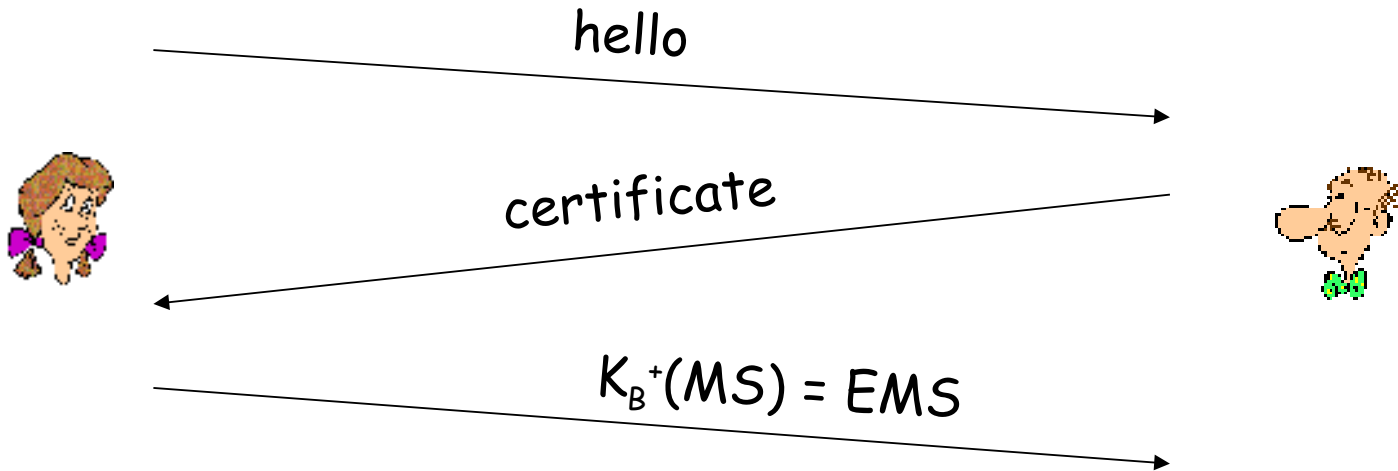 hello
certificate
K_B^+(MS) = EMS